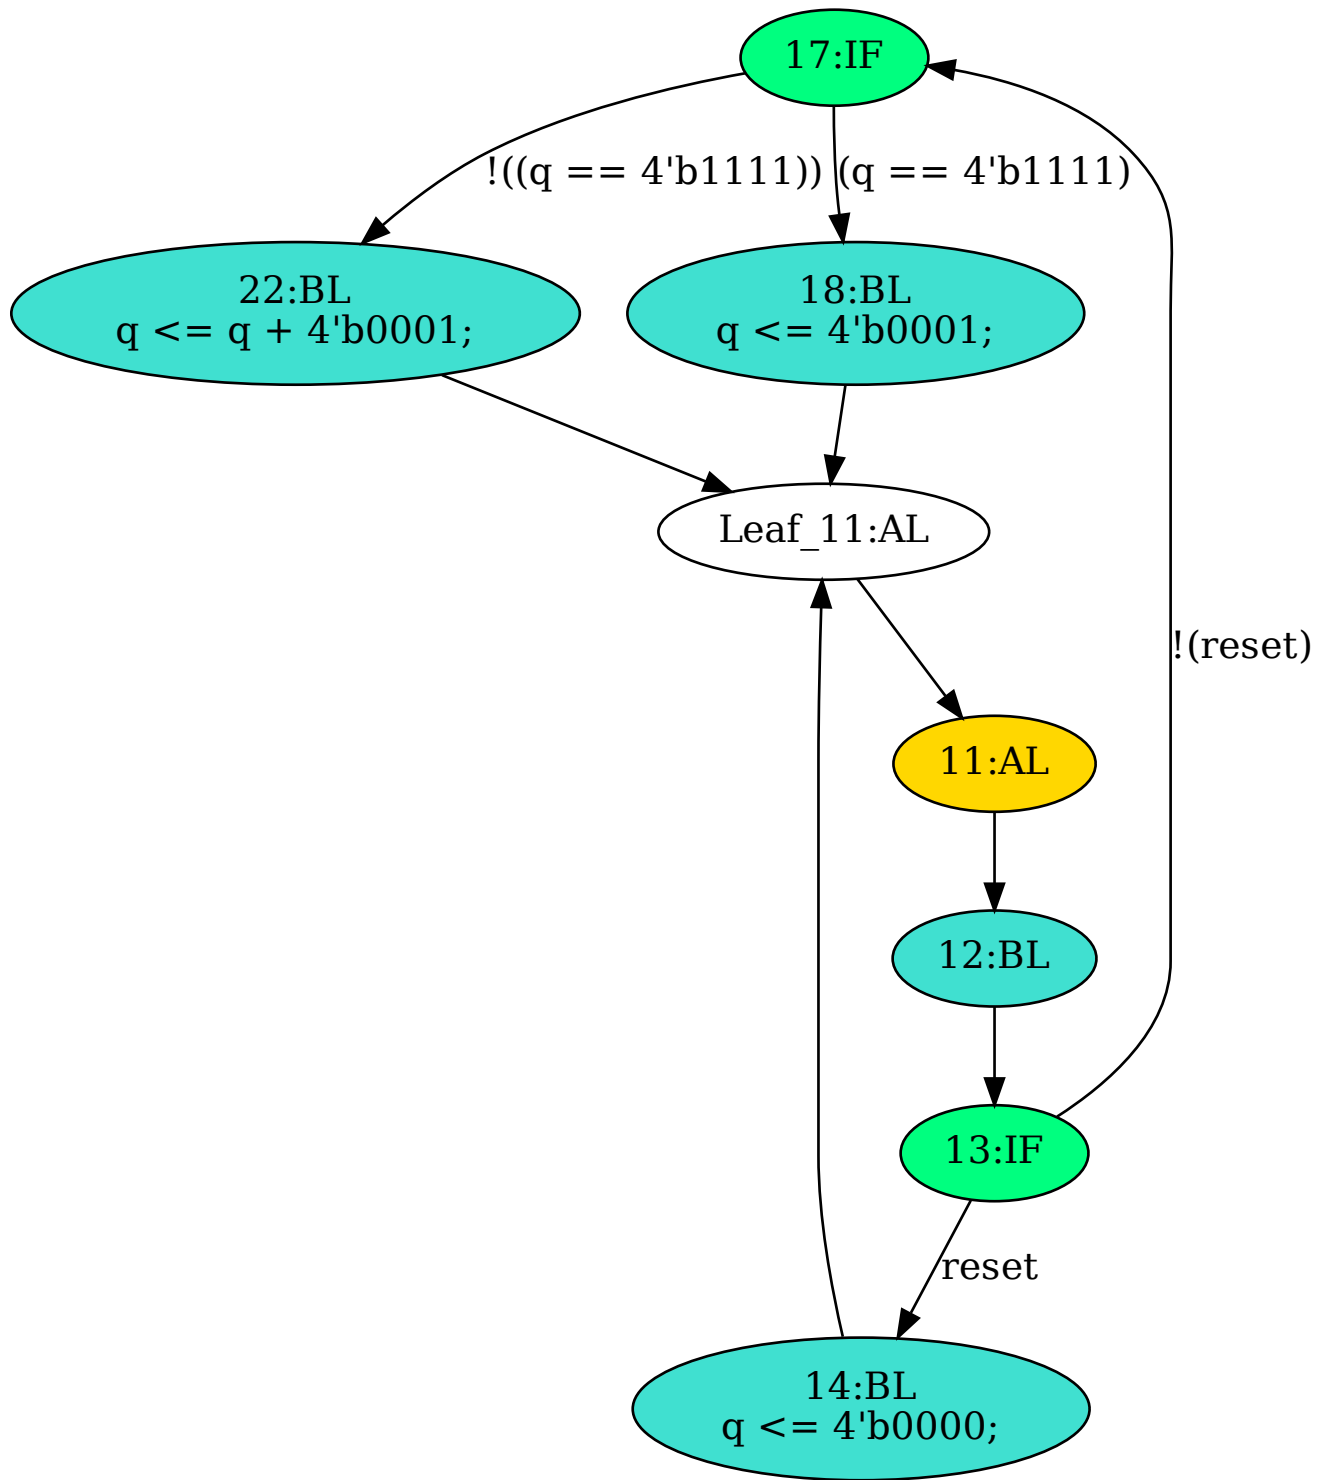 17:IF
!((q == 4'b1111))
(q == 4'b1111)
22:BL
q <= q + 4'b0001;
18:BL
q <= 4'b0001;
Leaf_11:AL
!(reset)
11:AL
12:BL
13:IF
reset
14:BL
q <= 4'b0000;